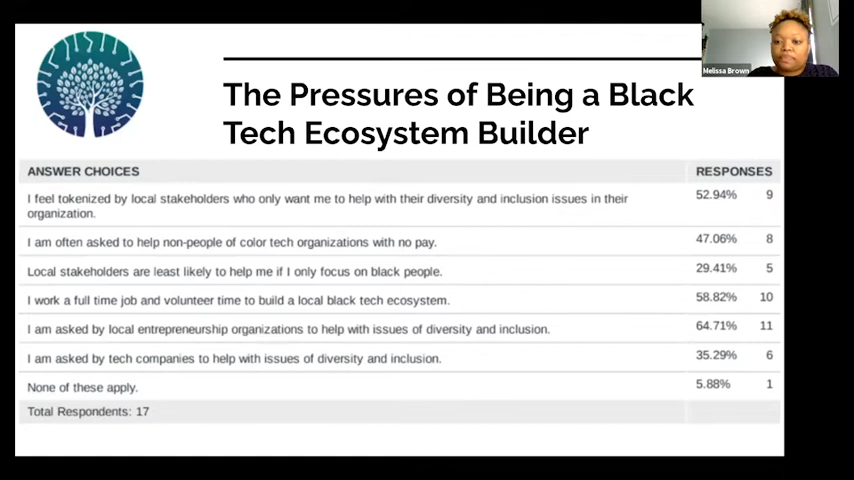 Melissa Brown
The Pressures of Being a Black
Tech Ecosystem Builder
ANSWER CHOICES RESPONSES
I feel tokenized by local stakeholders who only want me to help with their diversity and inclusion issues in their 52.94% 9
organization.
I am often asked to help non-people of color tech organizations with no pay. 47.06% 8
Local stakeholders are least likely to help me if I only focus on black people. 29.41% 5
I work a full time job and volunteer time to build a local black tech ecosystem. 58.82% 10
I am asked by local entrepreneurship organizations to help with issues of diversity and inclusion. 64.71% 11
I am asked by tech companies to help with issues of diversity and inclusion. 35.29% 6
None of these apply. 5.88% 1
Total Respondents: 17